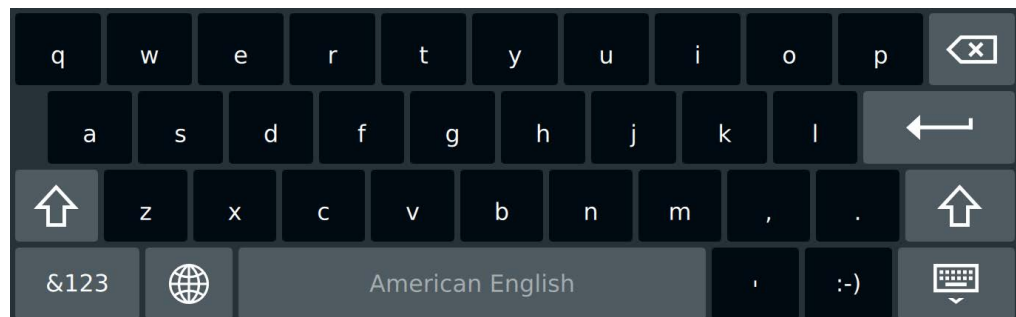 q w e r t y u i o p
a s d f g h j k l
z x c v b n m , .
&123 American English ' :-)